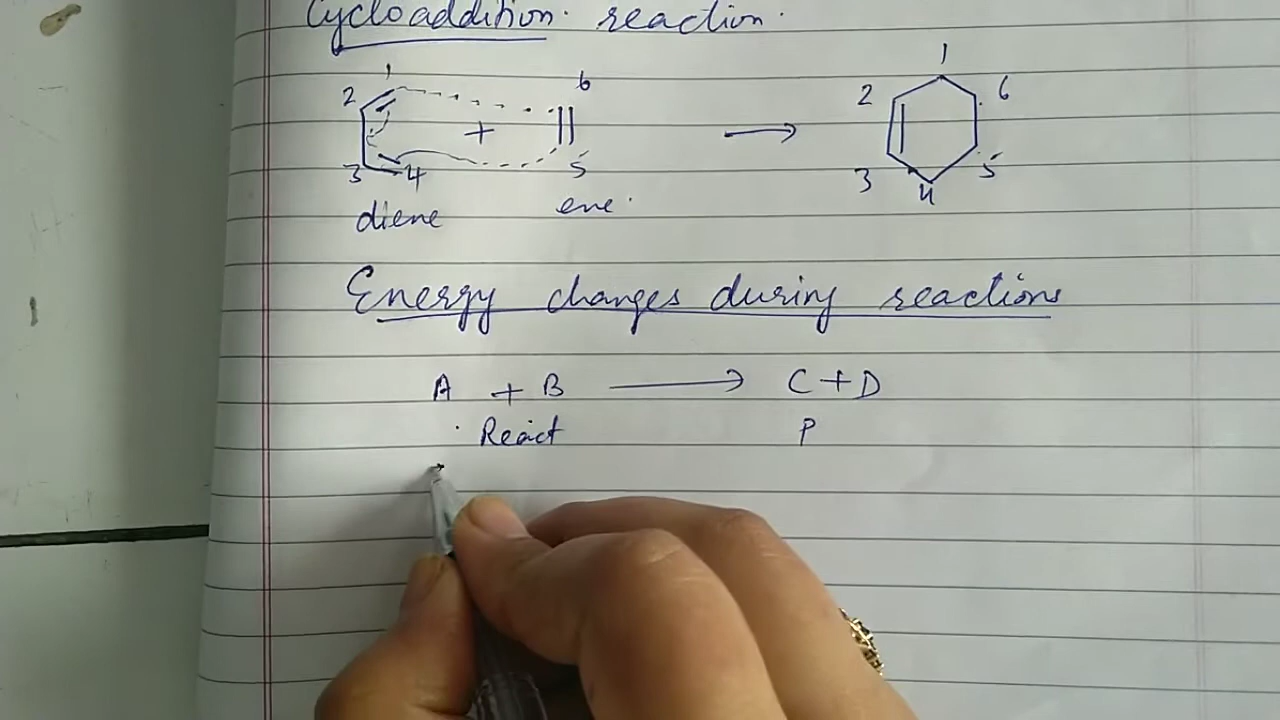 Cycloaddition reaction.
1 6 1
2 2 6
+ →
3 4 5 3 5
4
diene ene
Energy changes during reactions
A + B → C + D
React P